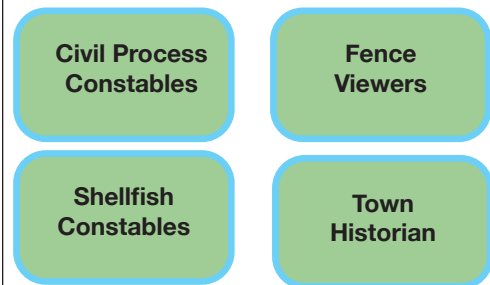 Civil Process
Constables
Fence
Viewers
Shellfish
Constables
Town
Historian